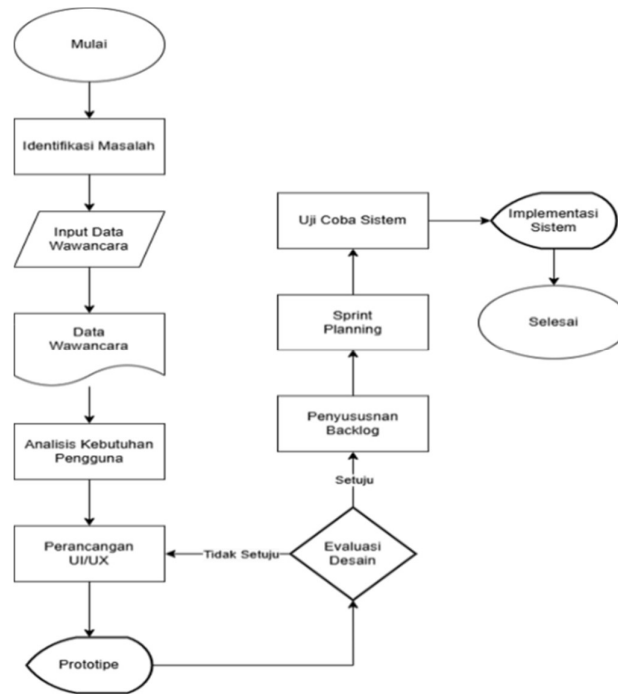 Mulai
Identifikasi Masalah
Input Data
Wawancara
Data
Wawancara
Analisis Kebutuhan
Pengguna
Perancangan
UI/UX
Prototipe
Tidak Setuju
Evaluasi
Desain
Setuju
Penyususnan
Backlog
Sprint
Planning
Uji Coba Sistem
Implementasi
Sistem
Selesai